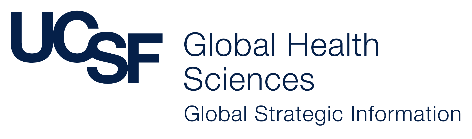 UCSF Global Health
Sciences
Global Strategic Information